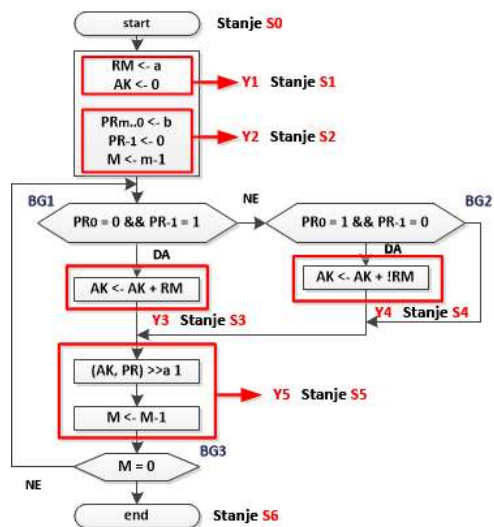 start Stanje S0
RM <- a
AK <- 0
Y1 Stanje S1
PRm..0 <- b
PR-1 <- 0
M <- m-1
Y2 Stanje S2
BG1 NE BG2
PR0 = 0 && PR-1 = 1 PR0 = 1 && PR-1 = 0
DA DA
AK <- AK + RM AK <- AK + !RM
Y3 Stanje S3 Y4 Stanje S4
(AK, PR) >>a 1
Y5 Stanje S5
M <- M-1
BG3
M = 0
NE
end Stanje S6